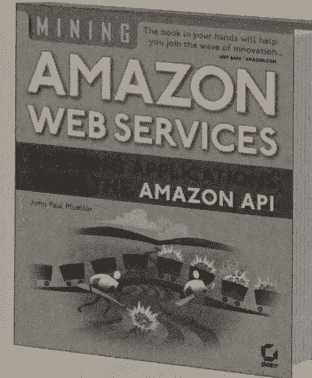 MINING
The book in your hands will help
you join the wave of innovation...
AMAZON
WEB SERVICES
AMAZON API
John Paul Mueller
SYBEX